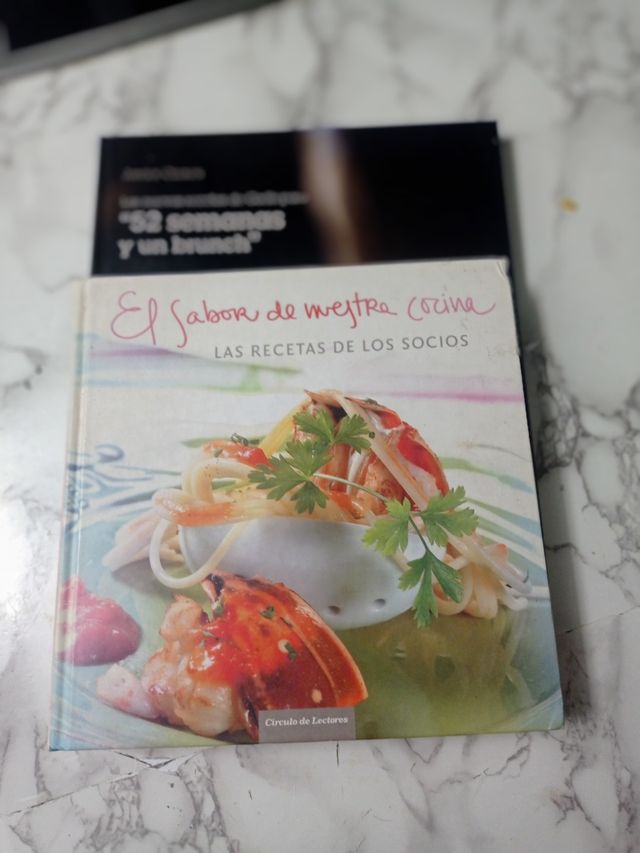 "52 semanas
y un brunch"
El sabor de nuestra cocina
LAS RECETAS DE LOS SOCIOS
Círculo de Lectores